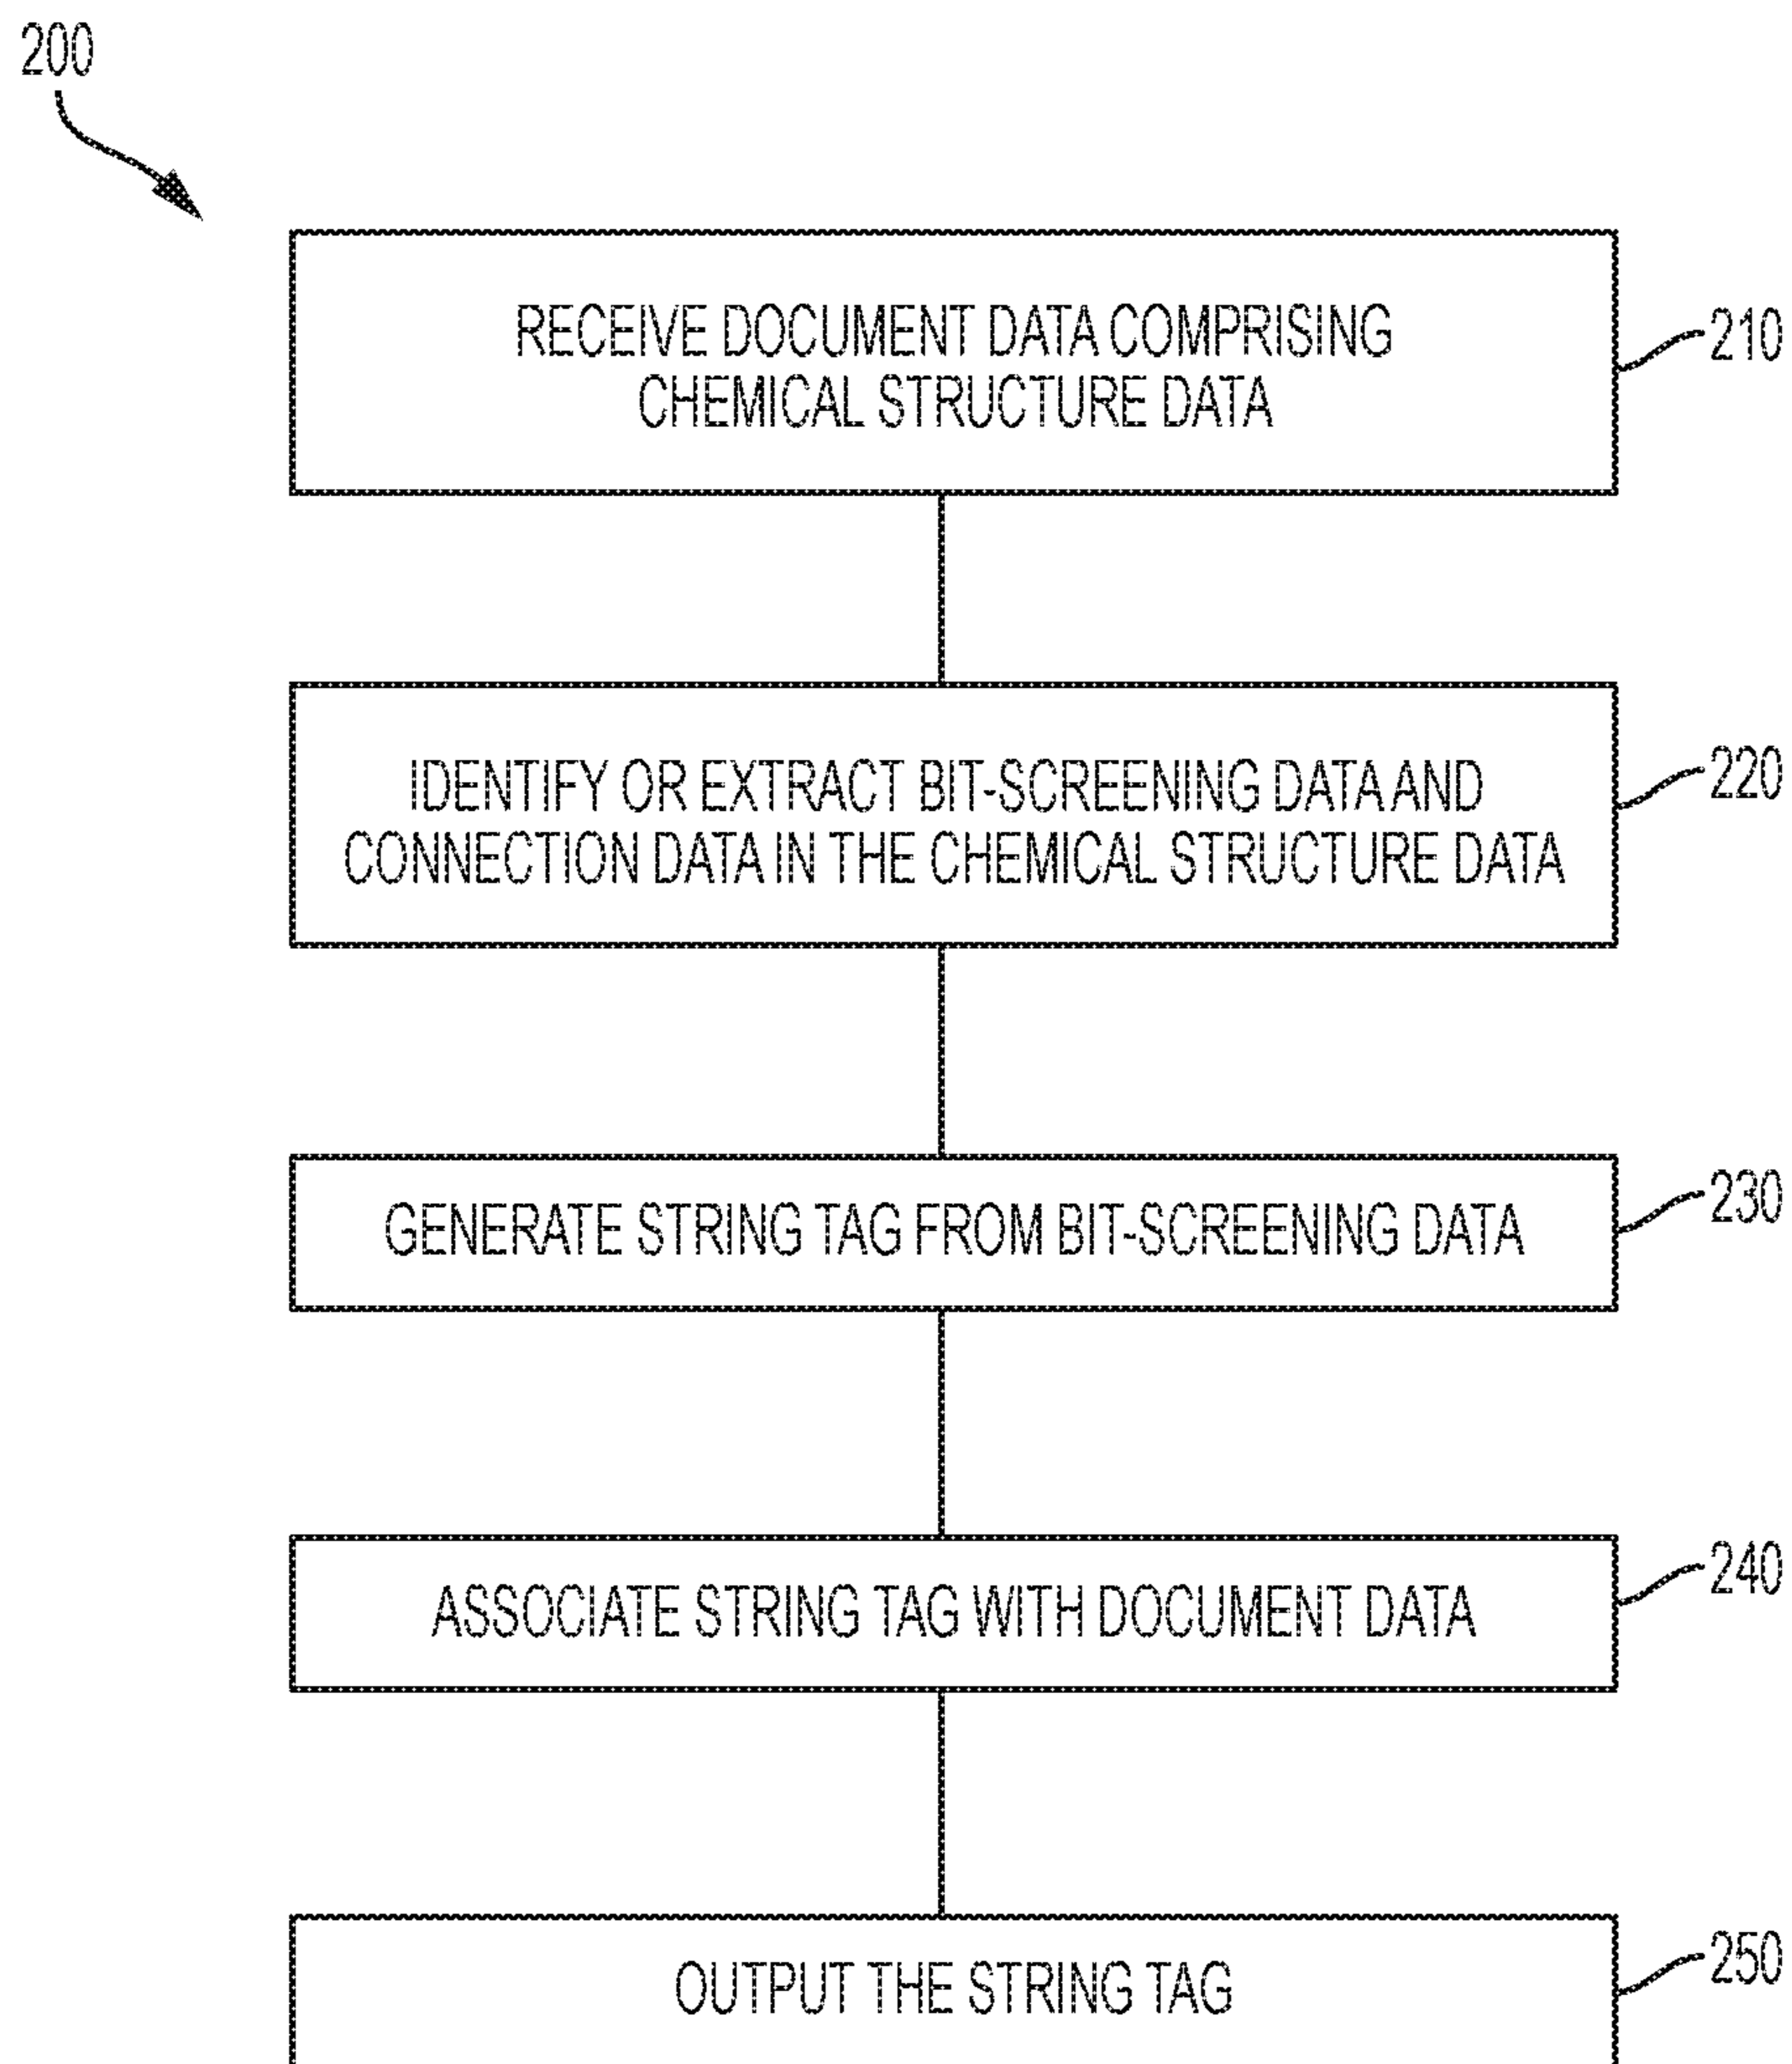 200
RECEIVE DOCUMENT DATA COMPRISING
CHEMICAL STRUCTURE DATA
210
IDENTIFY OR EXTRACT BIT-SCREENING DATA AND
CONNECTION DATA IN THE CHEMICAL STRUCTURE DATA
220
GENERATE STRING TAG FROM BIT-SCREENING DATA
230
ASSOCIATE STRING TAG WITH DOCUMENT DATA
240
OUTPUT THE STRING TAG
250